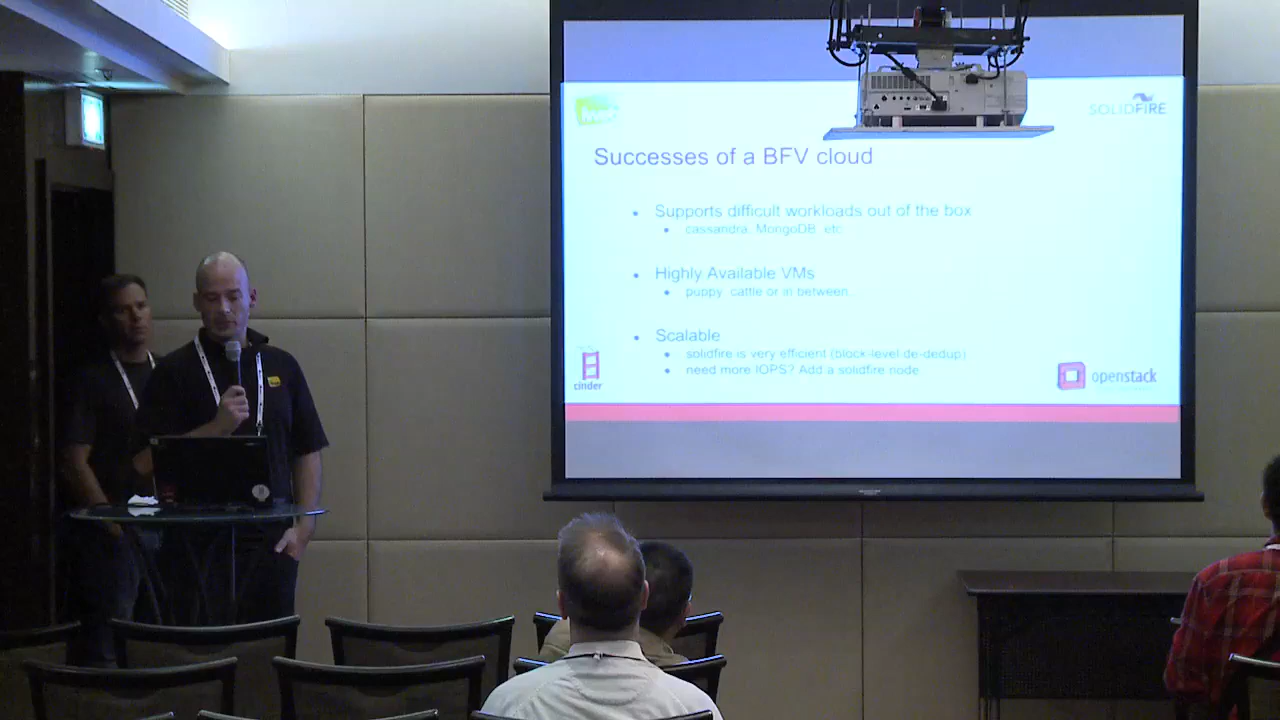 SOLIDFIRE
Successes of a BFV cloud
Supports difficult workloads out of the box
cassandra, MongoDB, etc
Highly Available VMs
puppy, cattle or in between...
Scalable
solidfire is very efficient (block-level de-dedup)
need more IOPS? Add a solidfire node
cinder
openstack